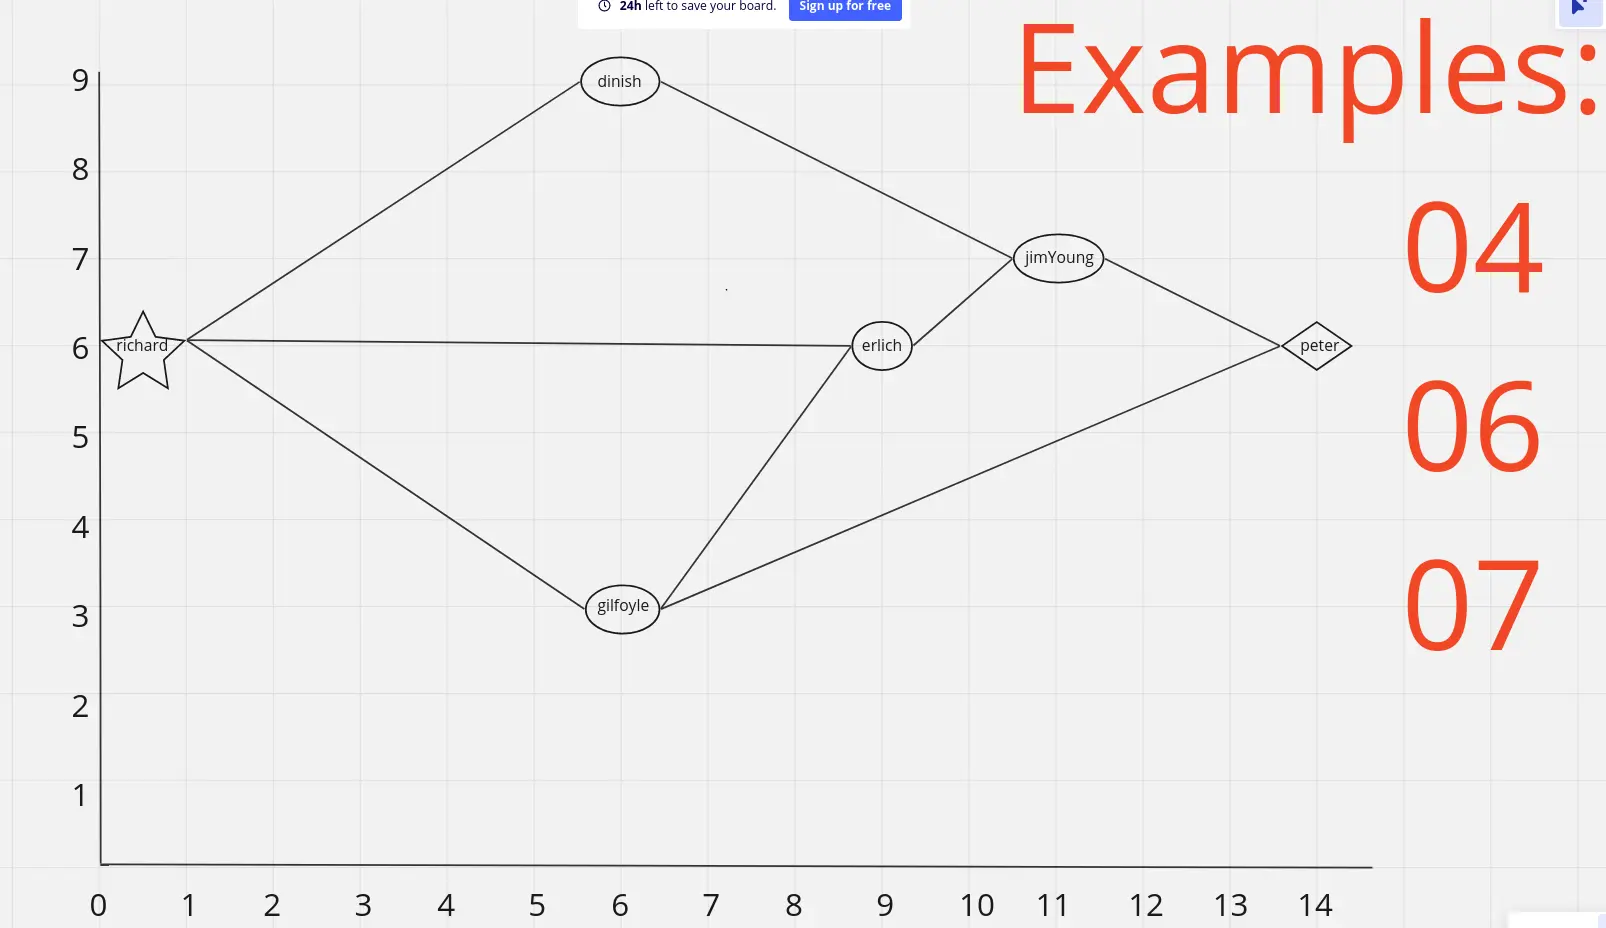 24h left to save your board. Sign up for free
Examples:
9
dinish
8
04
7
jimYoung
6
richard
erlich
peter
06
5
4
gilfoyle
3
07
2
1
0 1 2 3 4 5 6 7 8 9 10 11 12 13 14